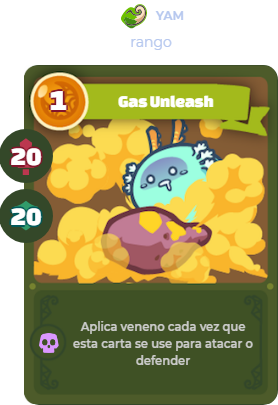 YAM
rango
1
Gas Unleash
20
20
Aplica veneno cada vez que
esta carta se use para atacar o
defender